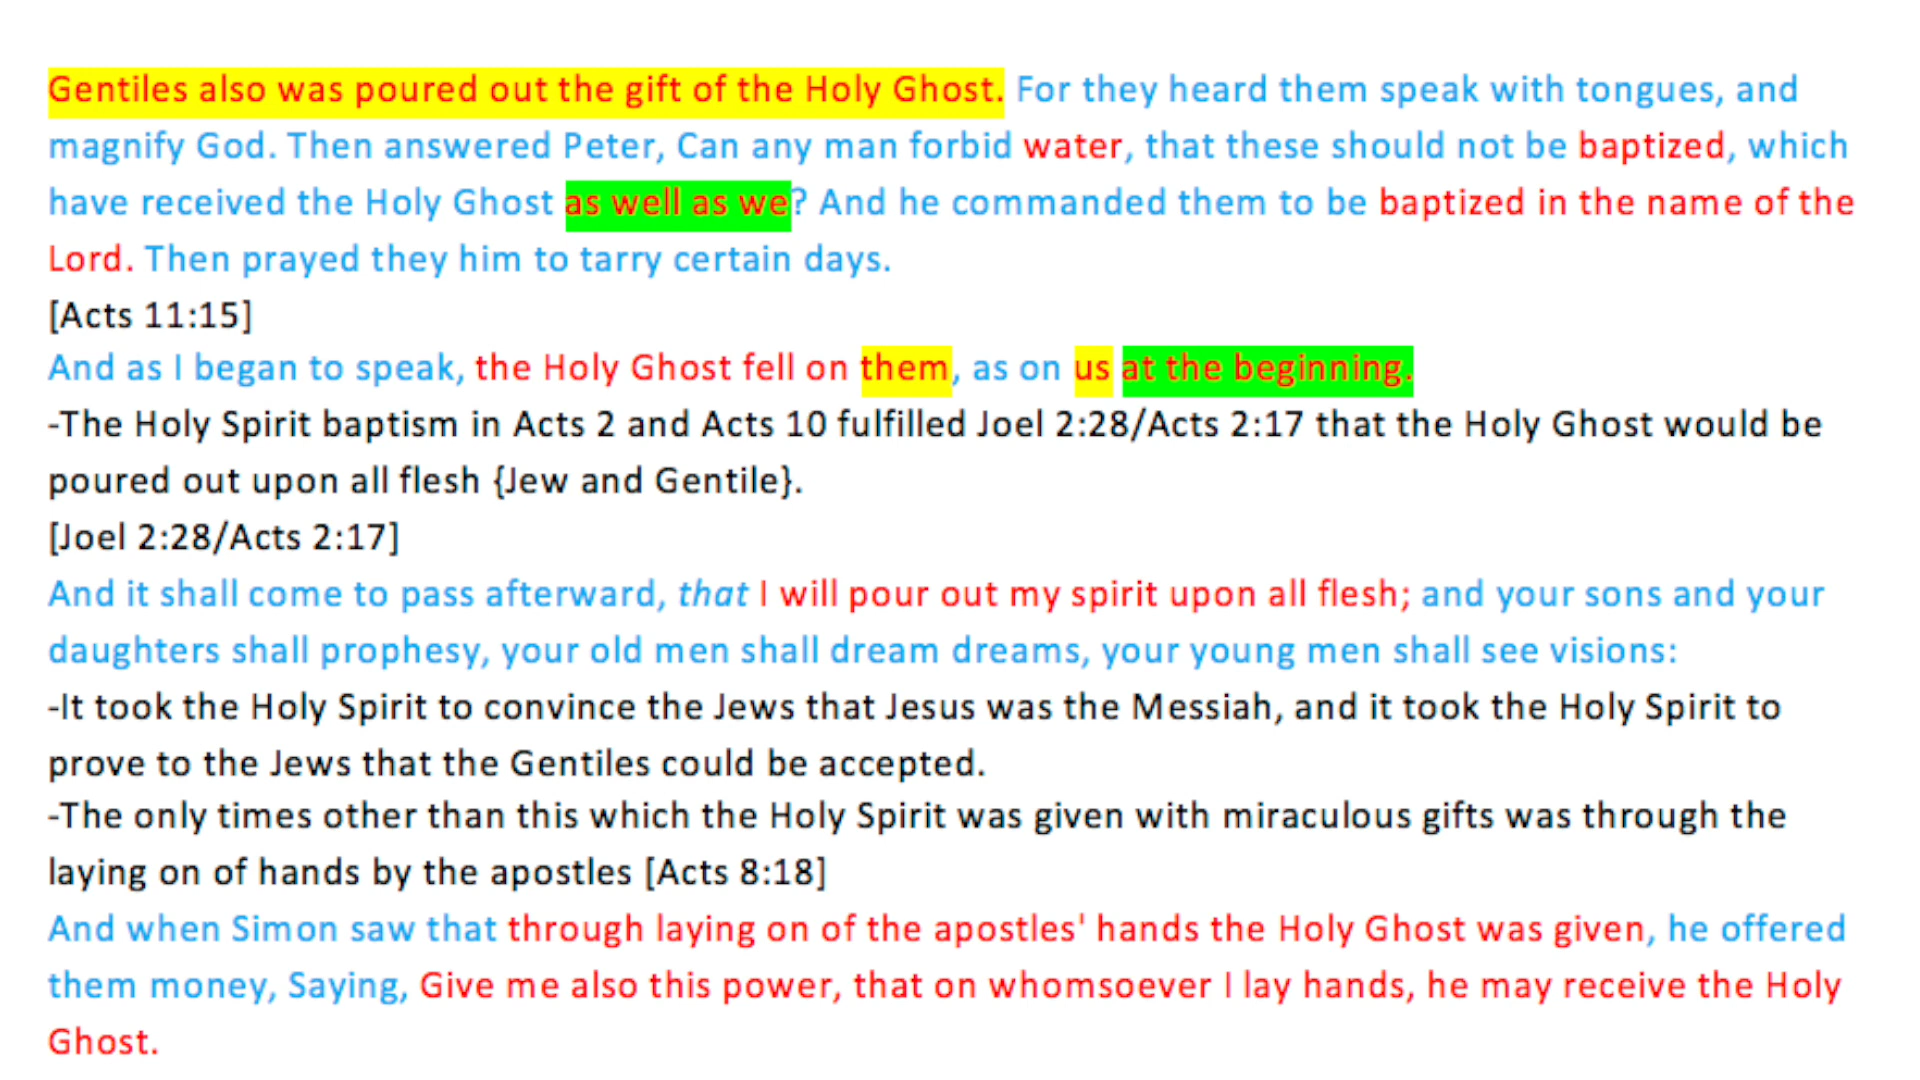 Gentiles also was poured out the gift of the Holy Ghost. For they heard them speak with tongues, and
magnify God. Then answered Peter, Can any man forbid water, that these should not be baptized, which
have received the Holy Ghost as well as we? And he commanded them to be baptized in the name of the
Lord. Then prayed they him to tarry certain days.
[Acts 11:15]
And as I began to speak, the Holy Ghost fell on them, as on us at the beginning.
-The Holy Spirit baptism in Acts 2 and Acts 10 fulfilled Joel 2:28/Acts 2:17 that the Holy Ghost would be
poured out upon all flesh {Jew and Gentile}.
[Joel 2:28/Acts 2:17]
And it shall come to pass afterward, that I will pour out my spirit upon all flesh; and your sons and your
daughters shall prophesy, your old men shall dream dreams, your young men shall see visions:
-It took the Holy Spirit to convince the Jews that Jesus was the Messiah, and it took the Holy Spirit to
prove to the Jews that the Gentiles could be accepted.
-The only times other than this which the Holy Spirit was given with miraculous gifts was through the
laying on of hands by the apostles [Acts 8:18]
And when Simon saw that through laying on of the apostles' hands the Holy Ghost was given, he offered
them money, Saying, Give me also this power, that on whomsoever I lay hands, he may receive the Holy
Ghost.